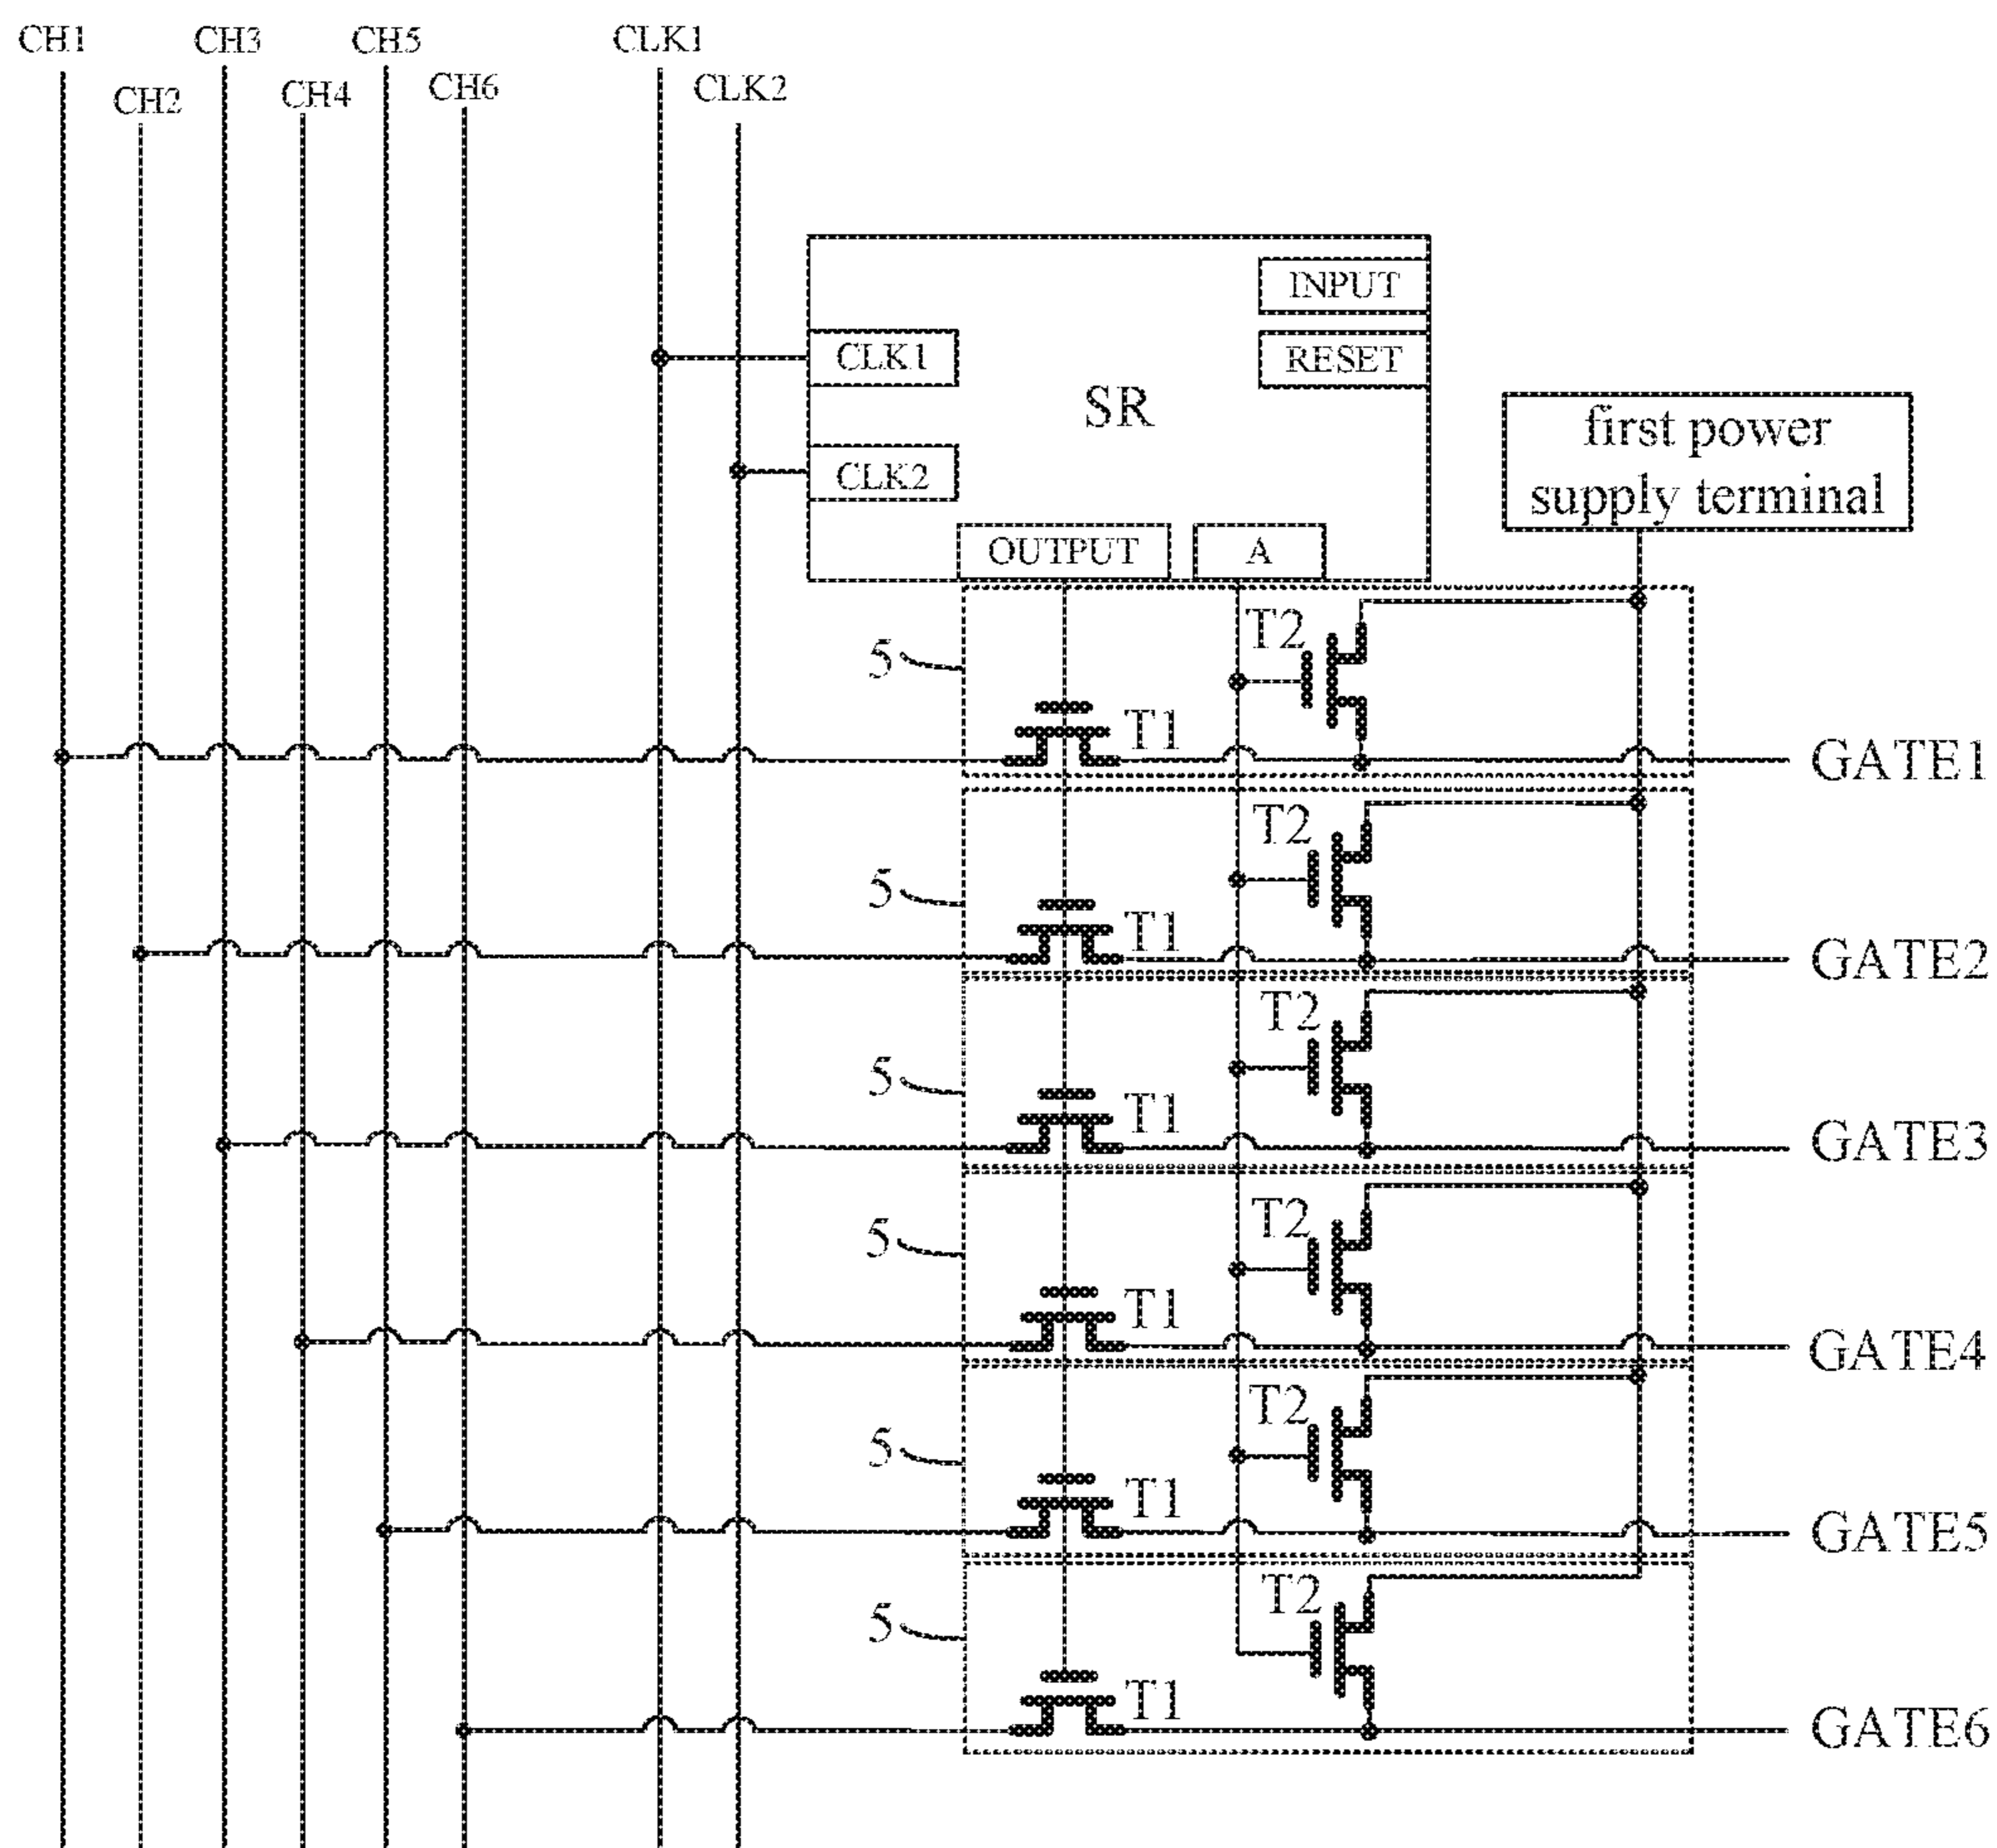 CH1
CH3
CH5
CLK1
CH2
CH4
CH6
CLK2
INPUT
CLK1
RESET
SR
first power
supply terminal
CLK2
OUTPUT
A
T2
5
T1
GATE1
T2
5
T1
GATE2
T2
5
T1
GATE3
T2
5
T1
GATE4
T2
5
T1
GATE5
T2
5
T1
GATE6